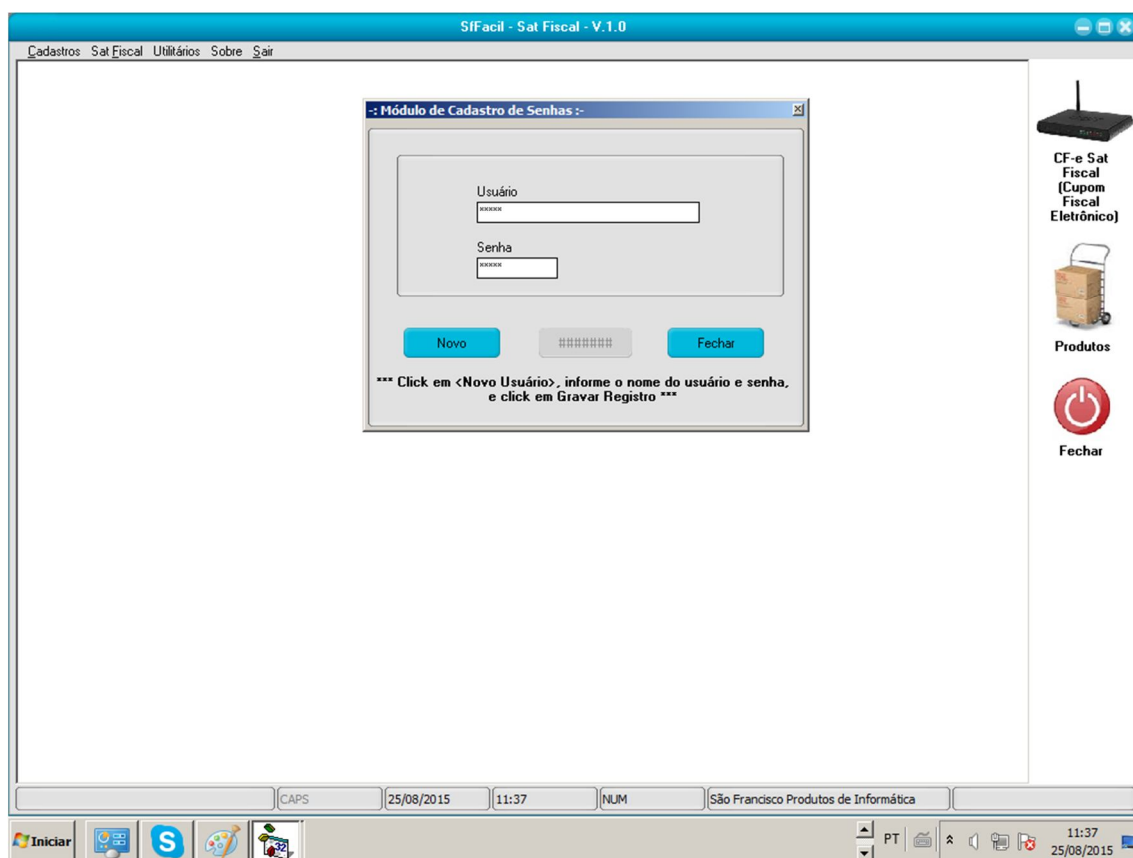 SfFacil - Sat Fiscal - V.1.0
Cadastros Sat Fiscal Utilitários Sobre Sair
-: Módulo de Cadastro de Senhas :-
Usuário
*****
Senha
*****
Novo ####### Fechar
*** Click em <Novo Usuário>, informe o nome do usuário e senha,
e click em Gravar Registro ***
CF-e Sat
Fiscal
(Cupom
Fiscal
Eletrônico)
Produtos
Fechar
CAPS 25/08/2015 11:37 NUM São Francisco Produtos de Informática
Iniciar S 32 PT 11:37
25/08/2015